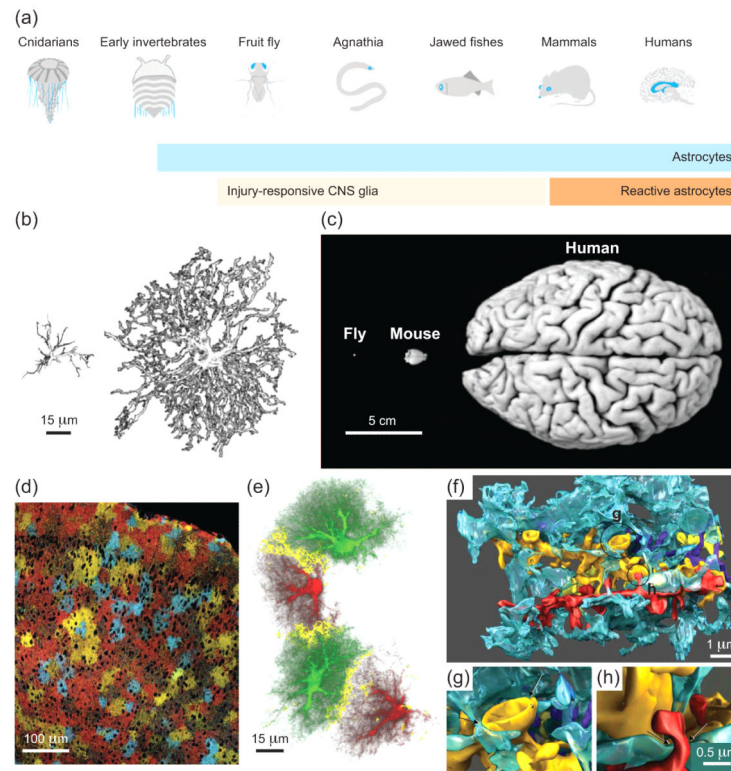 (a)
Cnidarians Early invertebrates Fruit fly Agnathia Jawed fishes Mammals Humans
Astrocytes
Injury-responsive CNS glia Reactive astrocytes
(b) (c)
Human
Fly Mouse
15 μm
5 cm
(d) (e) (f)
g
h
1 μm
(g) (h)
100 μm 15 μm 0.5 μm